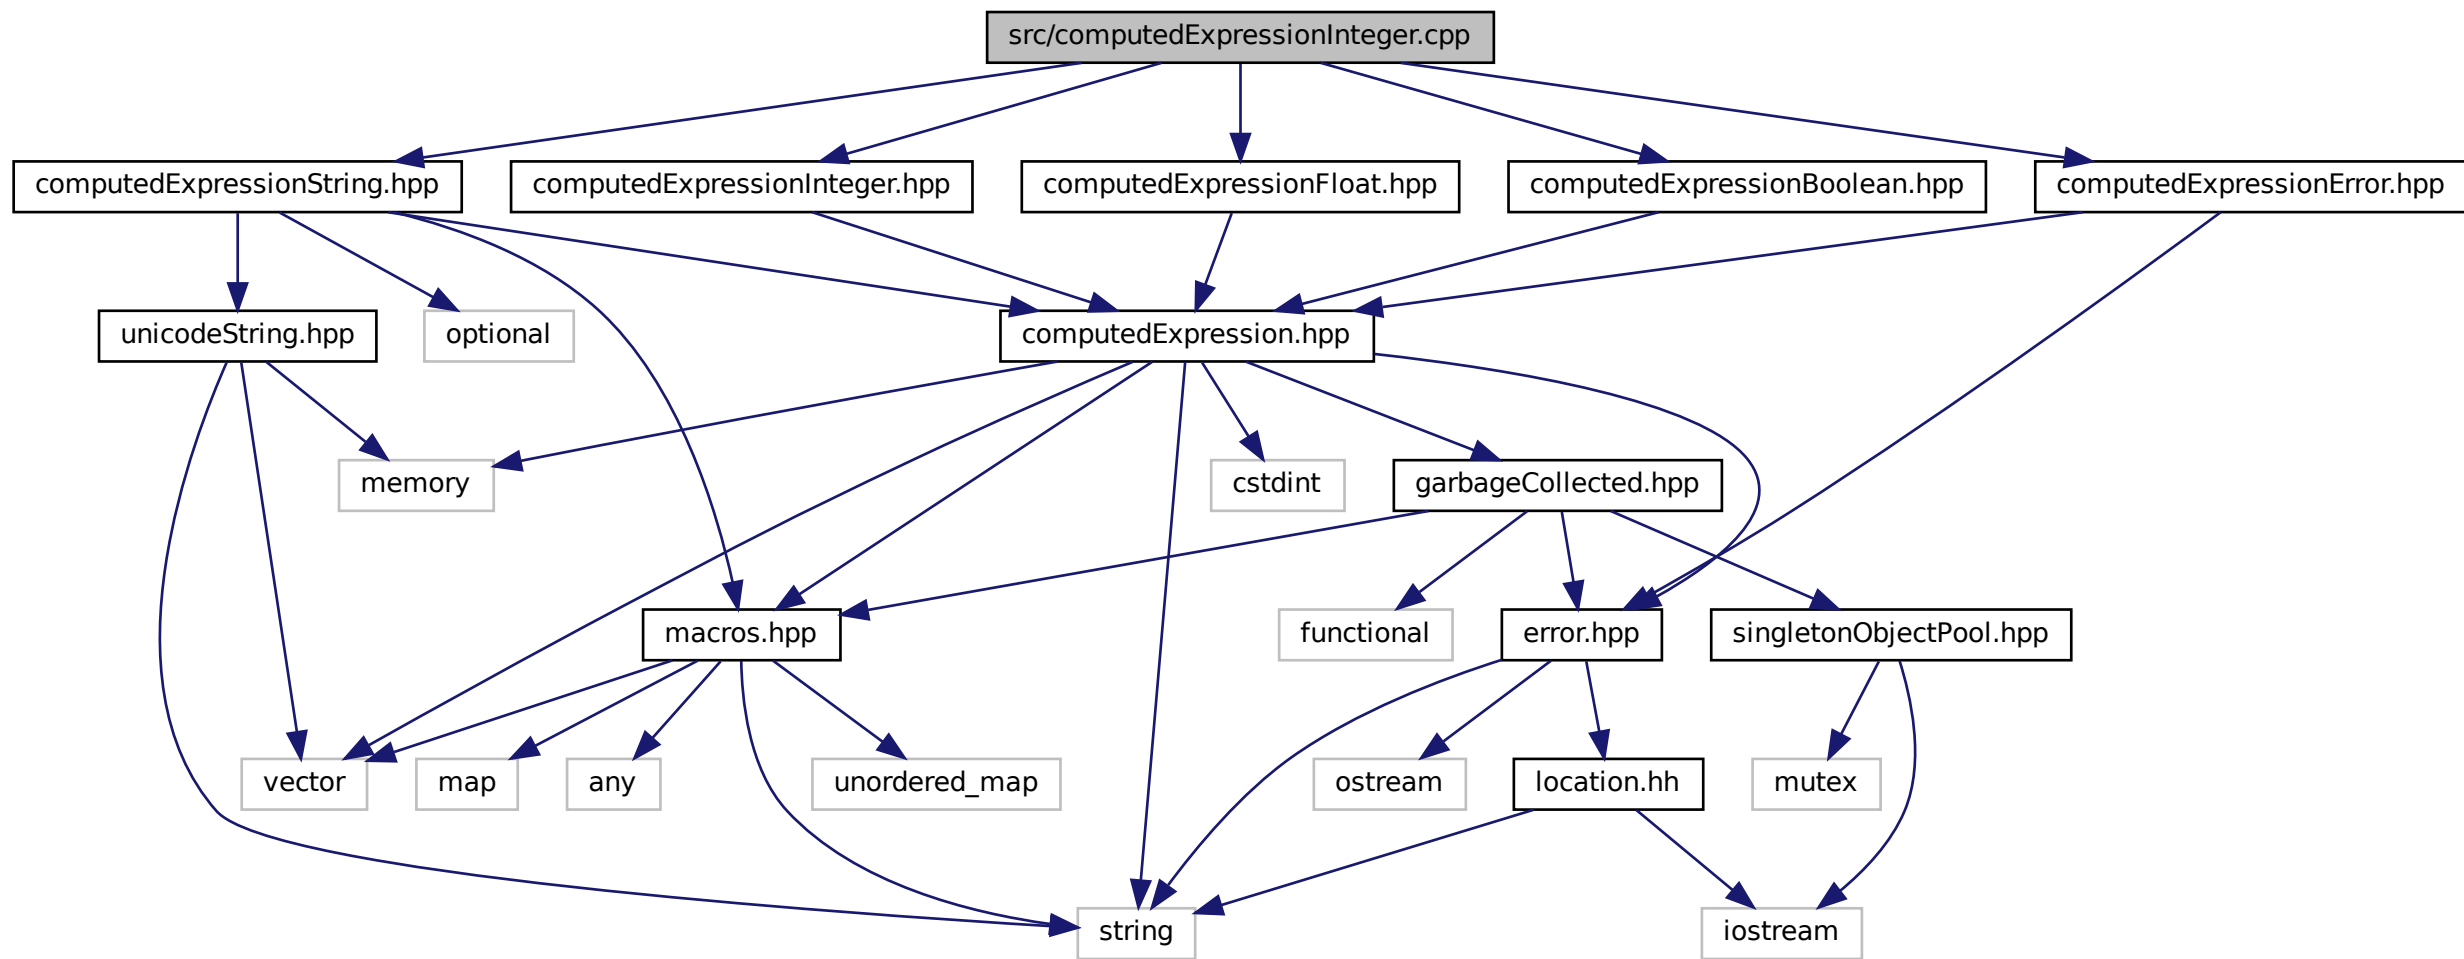 src/computedExpressionInteger.cpp
computedExpressionString.hpp
computedExpressionInteger.hpp
computedExpressionFloat.hpp
computedExpressionBoolean.hpp
computedExpressionError.hpp
unicodeString.hpp
optional
computedExpression.hpp
memory
cstdint
garbageCollected.hpp
macros.hpp
functional
error.hpp
singletonObjectPool.hpp
vector
map
any
unordered_map
ostream
location.hh
mutex
string
iostream